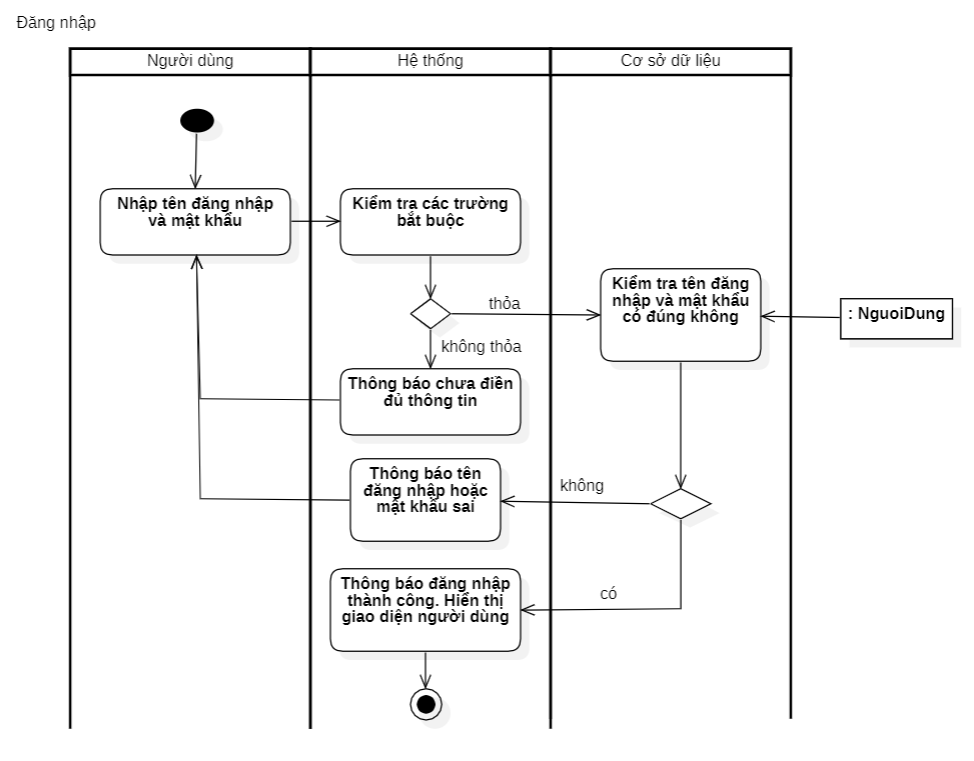 Đăng nhập
Người dùng
Hệ thống
Cơ sở dữ liệu
Nhập tên đăng nhập
và mật khẩu
Kiểm tra các trường
bắt buộc
thỏa
Kiểm tra tên đăng
nhập và mật khẩu
có đúng không
: NguoiDung
không thỏa
Thông báo chưa điền
đủ thông tin
Thông báo tên
đăng nhập hoặc
mật khẩu sai
không
Thông báo đăng nhập
thành công. Hiển thị
giao diện người dùng
có